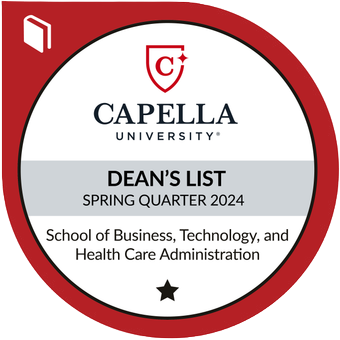 C
CAPELLA
UNIVERSITY®
DEAN'S LIST
SPRING QUARTER 2024
School of Business, Technology, and
Health Care Administration